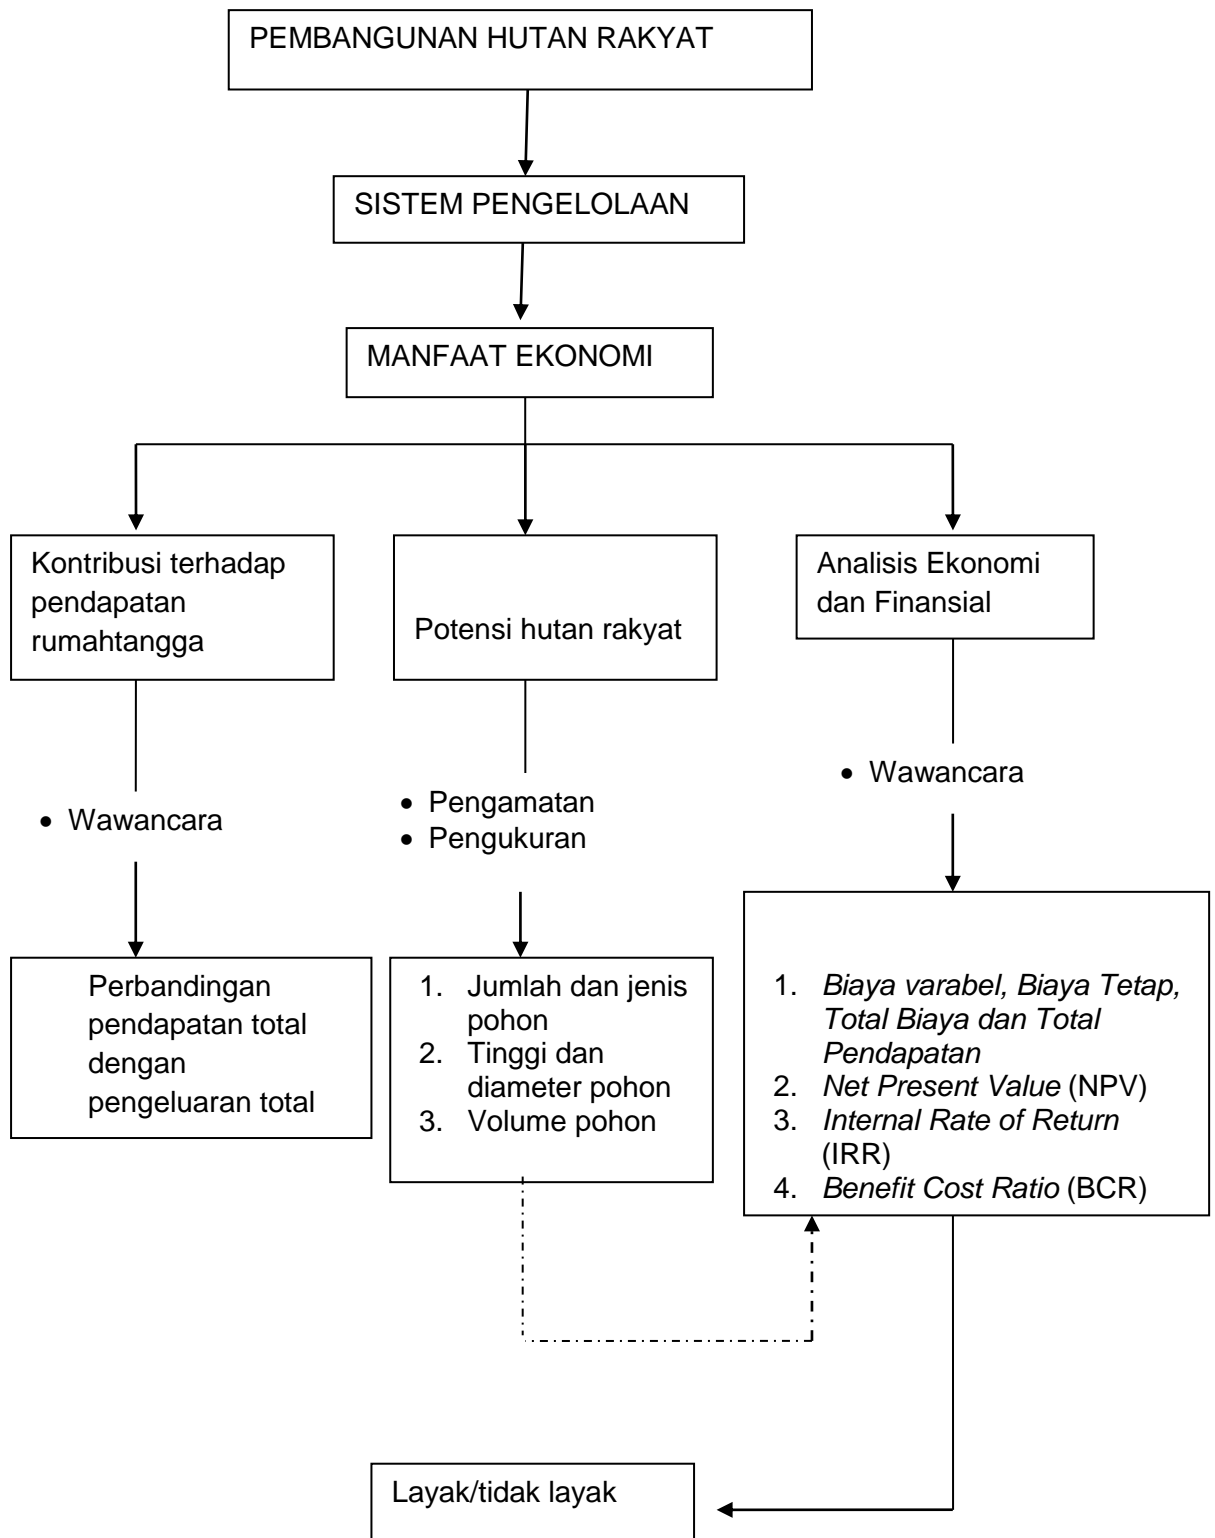 PEMBANGUNAN HUTAN RAKYAT
SISTEM PENGELOLAAN
MANFAAT EKONOMI
Kontribusi terhadap
pendapatan
rumahtangga
Potensi hutan rakyat
Analisis Ekonomi
dan Finansial
• Wawancara
• Pengamatan
• Pengukuran
• Wawancara
Perbandingan
pendapatan total
dengan
pengeluaran total
1. Jumlah dan jenis
pohon
2. Tinggi dan
diameter pohon
3. Volume pohon
1. Biaya varabel, Biaya Tetap,
Total Biaya dan Total
Pendapatan
2. Net Present Value (NPV)
3. Internal Rate of Return
(IRR)
4. Benefit Cost Ratio (BCR)
Layak/tidak layak